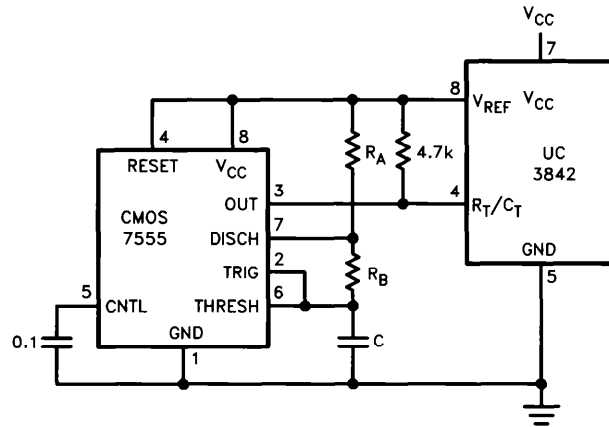 V_CC
7
8
V_REF
V_CC
4
8
RESET
V_CC
R_A
4.7k
UC
3842
3
OUT
4
R_T/C_T
CMOS
7555
7
DISCH
2
TRIG
R_B
GND
5
5
CNTL
6
THRESH
0.1
GND
1
C